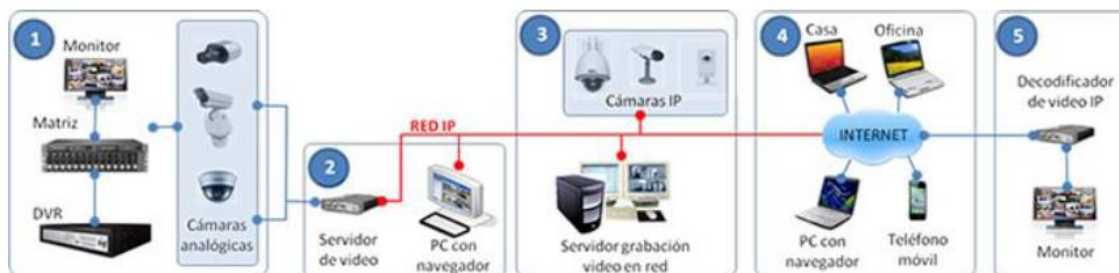 1
Monitor
Matriz
DVR
Cámaras
analógicas
2
Servidor
de video
RED IP
PC con
navegador
3
Cámaras IP
Servidor grabación
video en red
4
Casa
Oficina
INTERNET
PC con
navegador
Teléfono
móvil
5
Decodificador
de video IP
Monitor